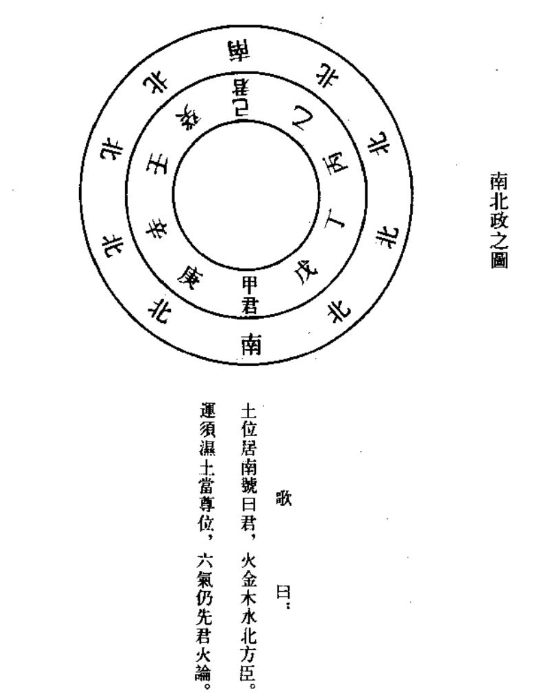 南北政之圖
南
北
北
北
北
南
北
北
北
北
己君
乙
丙
丁
戊
甲君
庚
辛
壬
癸
歌曰：
土位居南號曰君，火金木水北方臣。
運須濕土當尊位，六氣仍先君火論。